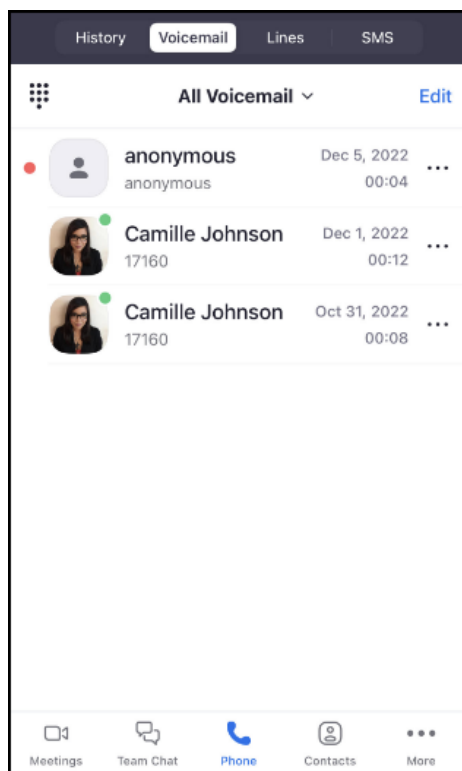 History Voicemail Lines SMS
All Voicemail Edit
anonymous Dec 5, 2022
anonymous 00:04
Camille Johnson Dec 1, 2022
17160 00:12
Camille Johnson Oct 31, 2022
17160 00:08
Meetings Team Chat Phone Contacts More